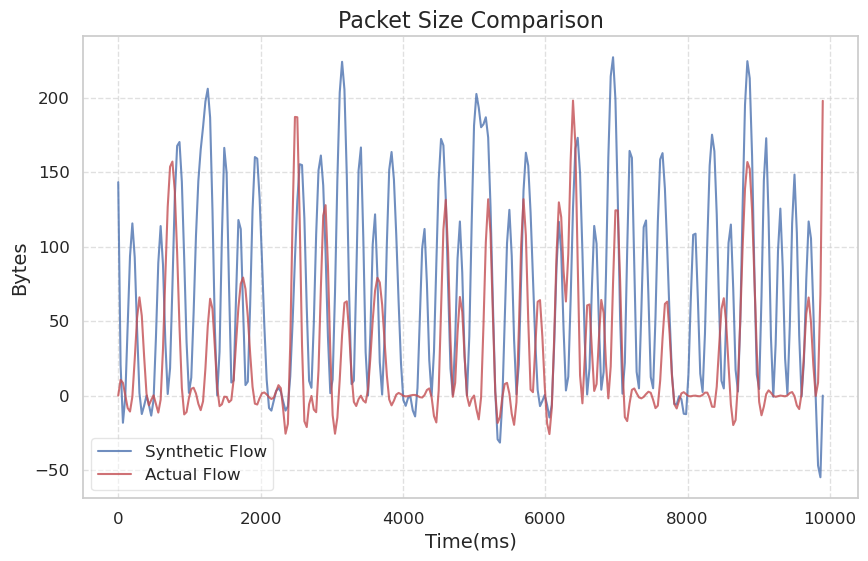 Packet Size Comparison
Bytes
200
150
100
50
0
−50
Synthetic Flow
Actual Flow
0 2000 4000 6000 8000 10000
Time(ms)